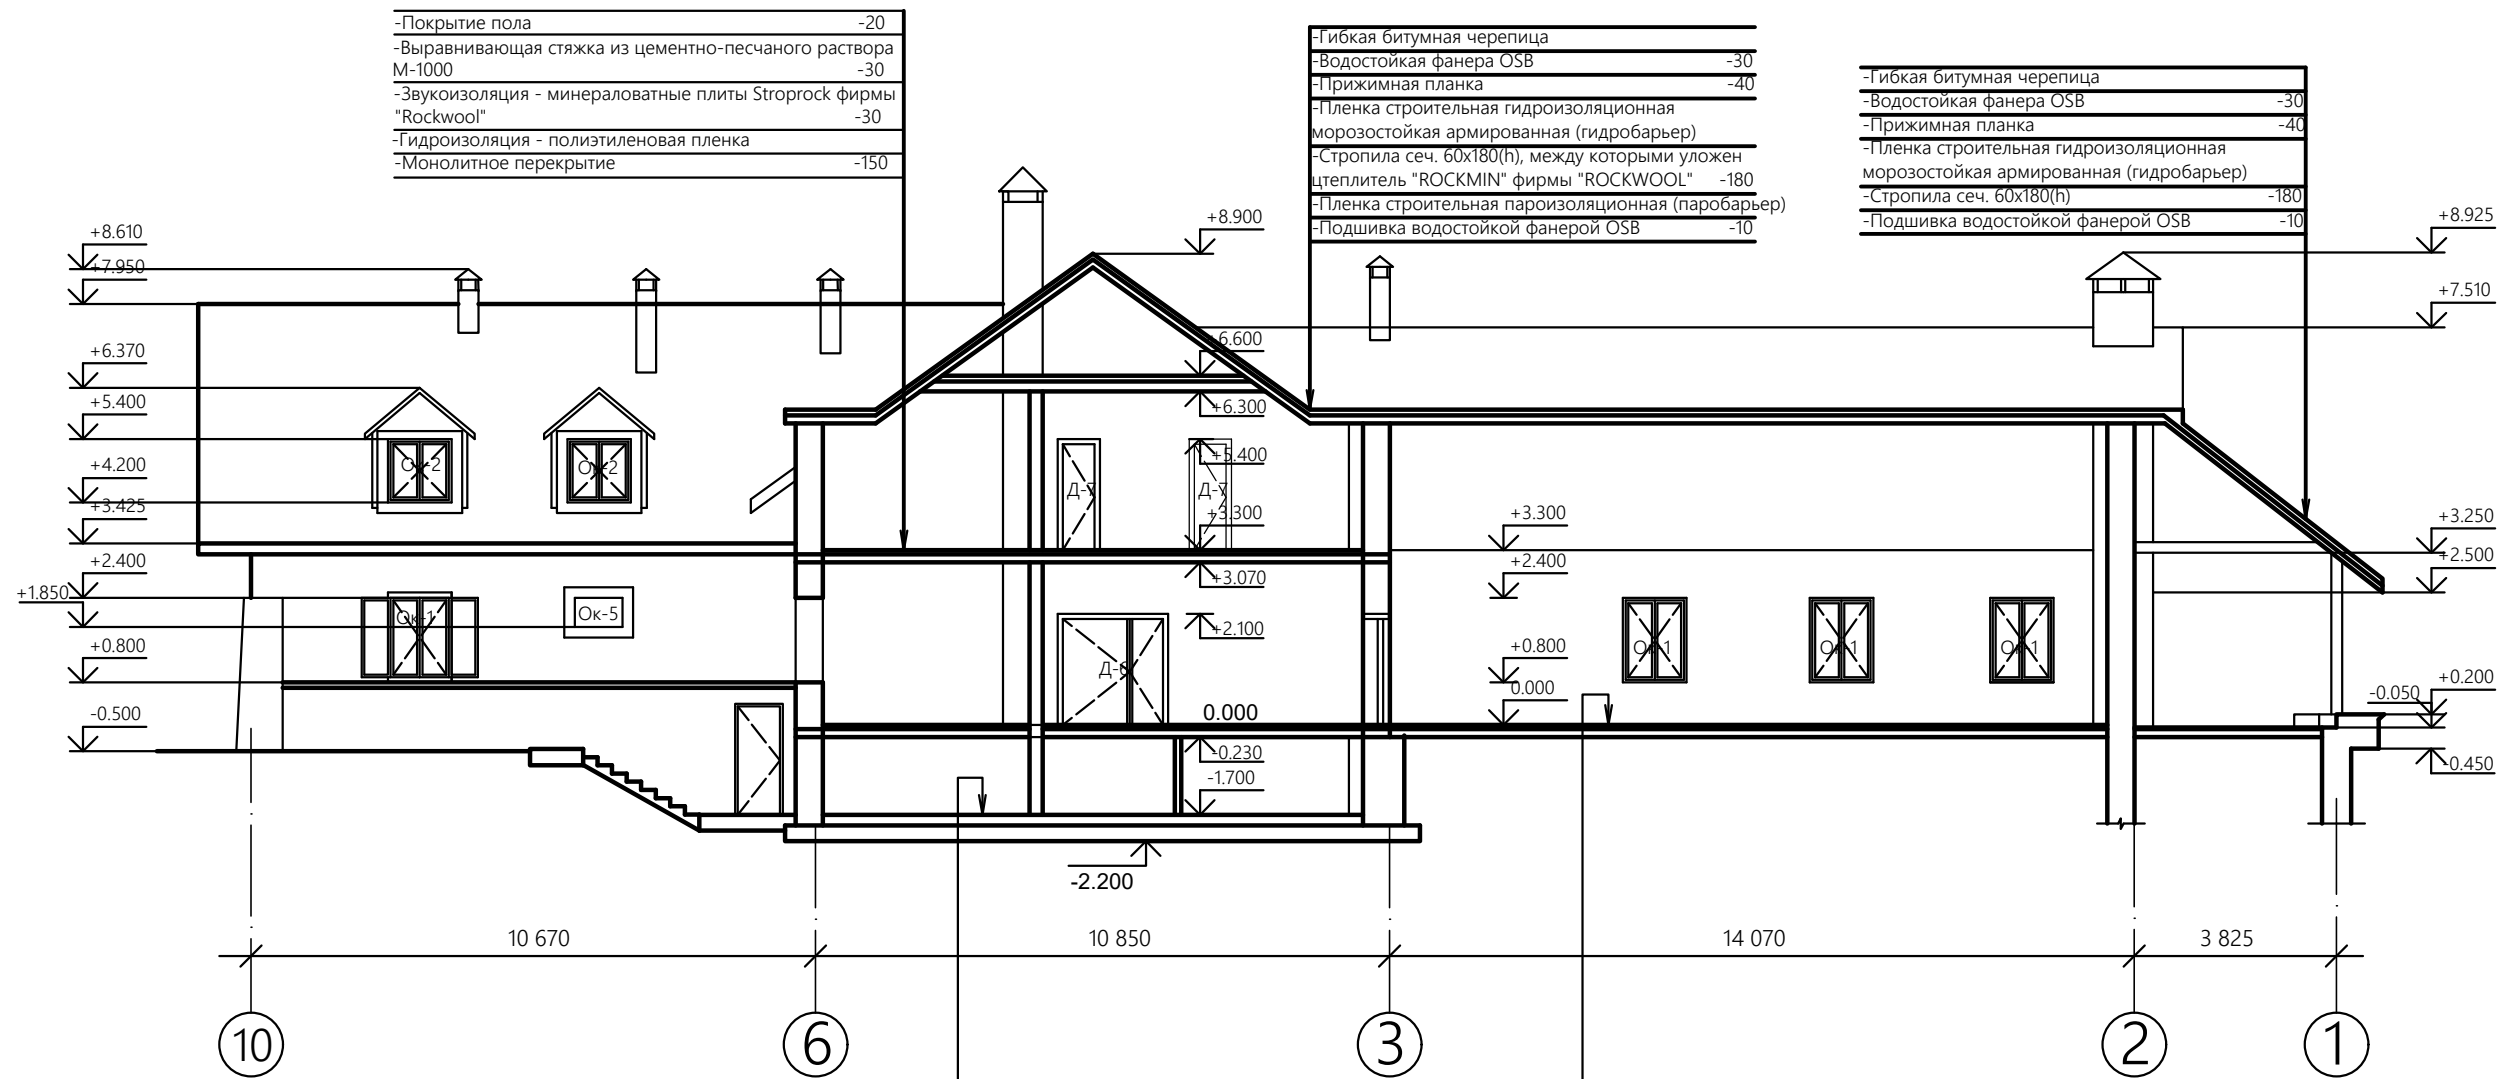 -Покрытие пола -20
-Выравнивающая стяжка из цементно-песчаного раствора
М-1000 -30
-Звукоизоляция - минераловатные плиты Stroprock фирмы
"Rockwool" -30
-Гидроизоляция - полиэтиленовая пленка
-Монолитное перекрытие -150
-Гибкая битумная черепица
-Водостойкая фанера OSB -30
-Прижимная планка -40
-Пленка строительная гидроизоляционная
морозостойкая армированная (гидробарьер)
-Стропила сеч. 60х180(h), между которыми уложен
цтеплитель "ROCKMIN" фирмы "ROCKWOOL" -180
-Пленка строительная пароизоляционная (паробарьер)
-Подшивка водостойкой фанерой OSB -10
-Гибкая битумная черепица
-Водостойкая фанера OSB -30
-Прижимная планка -40
-Пленка строительная гидроизоляционная
морозостойкая армированная (гидробарьер)
-Стропила сеч. 60х180(h) -180
-Подшивка водостойкой фанерой OSB -10
+8.610
+7.950
+6.370
+5.400
+4.200
+3.425
+2.400
+1.850
+0.800
-0.500
Ок-2
Ок-2
Ок-1
Ок-5
+8.900
+6.600
+6.300
+5.400
Д-7
Д-7
+3.300
+3.070
+2.100
Д-6
0.000
-0.230
-1.700
-2.200
+3.300
+2.400
+0.800
0.000
Ок-1
Ок-1
Ок-1
+8.925
+7.510
+3.250
+2.500
+0.200
-0.050
-0.450
10 670
10 850
14 070
3 825
10
6
3
2
1